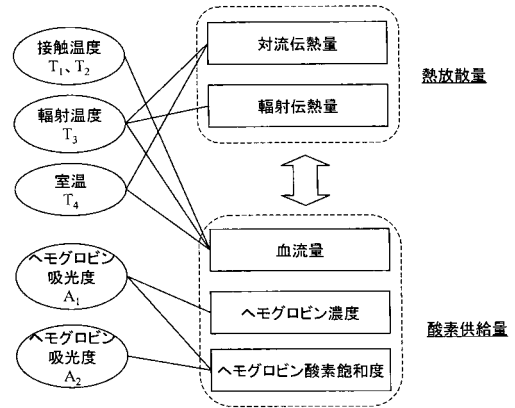 接触温度
T1、T2
輻射温度
T3
室温
T4
ヘモグロビン
吸光度
A1
ヘモグロビン
吸光度
A2
対流伝熱量
輻射伝熱量
熱放散量
血流量
ヘモグロビン濃度
ヘモグロビン酸素飽和度
酸素供給量